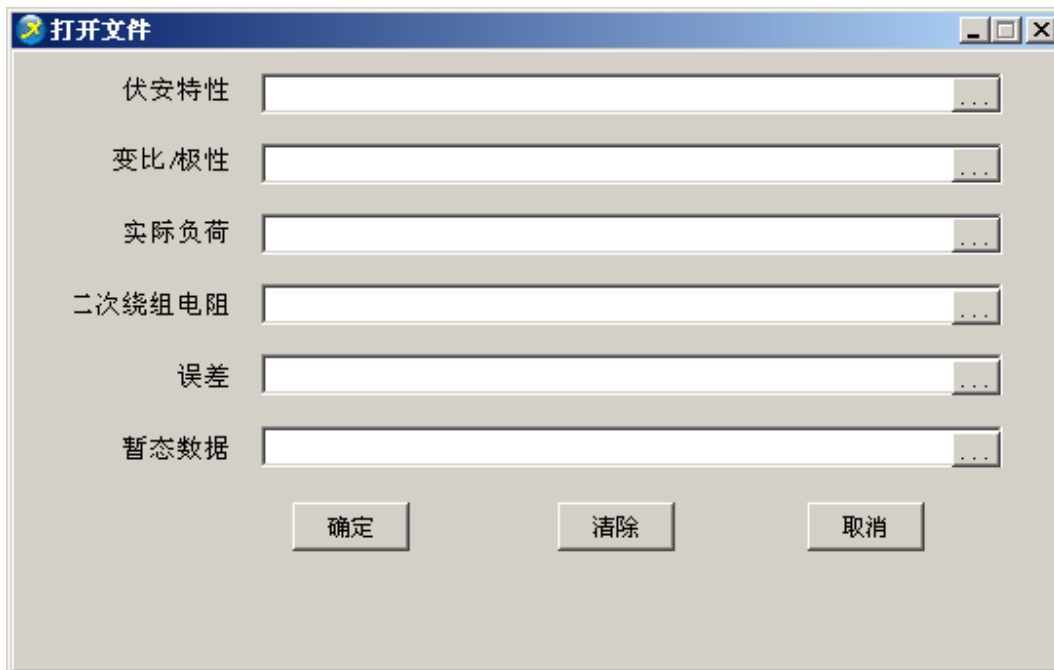 打开文件
伏安特性
...
变比/极性
...
实际负荷
...
二次绕组电阻
...
误差
...
暂态数据
...
确定 清除 取消